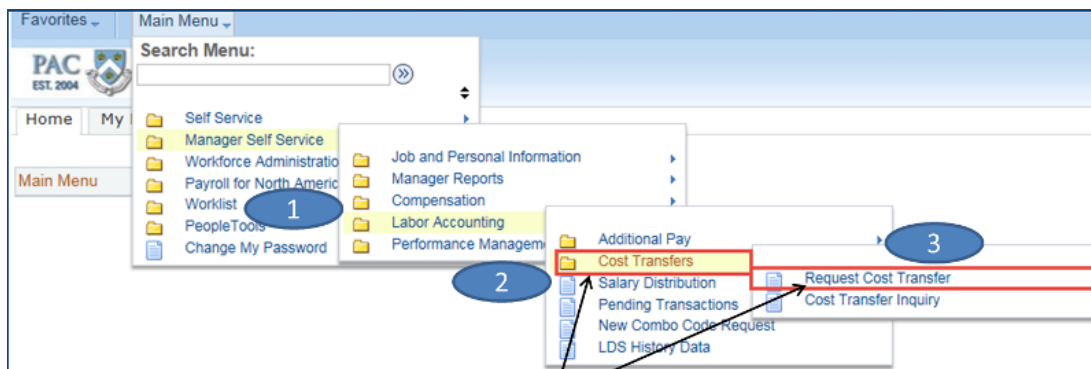 Favorites Main Menu
Search Menu:
PAC
EST. 2004
Home My
Self Service
Manager Self Service
Workforce Administratio
Payroll for North Americ
Worklist
PeopleTools
Change My Password
Main Menu
1
Job and Personal Information
Manager Reports
Compensation
Labor Accounting
Performance Manageme
2
Additional Pay
Cost Transfers
Salary Distribution
Pending Transactions
New Combo Code Request
LDS History Data
3
Request Cost Transfer
Cost Transfer Inquiry